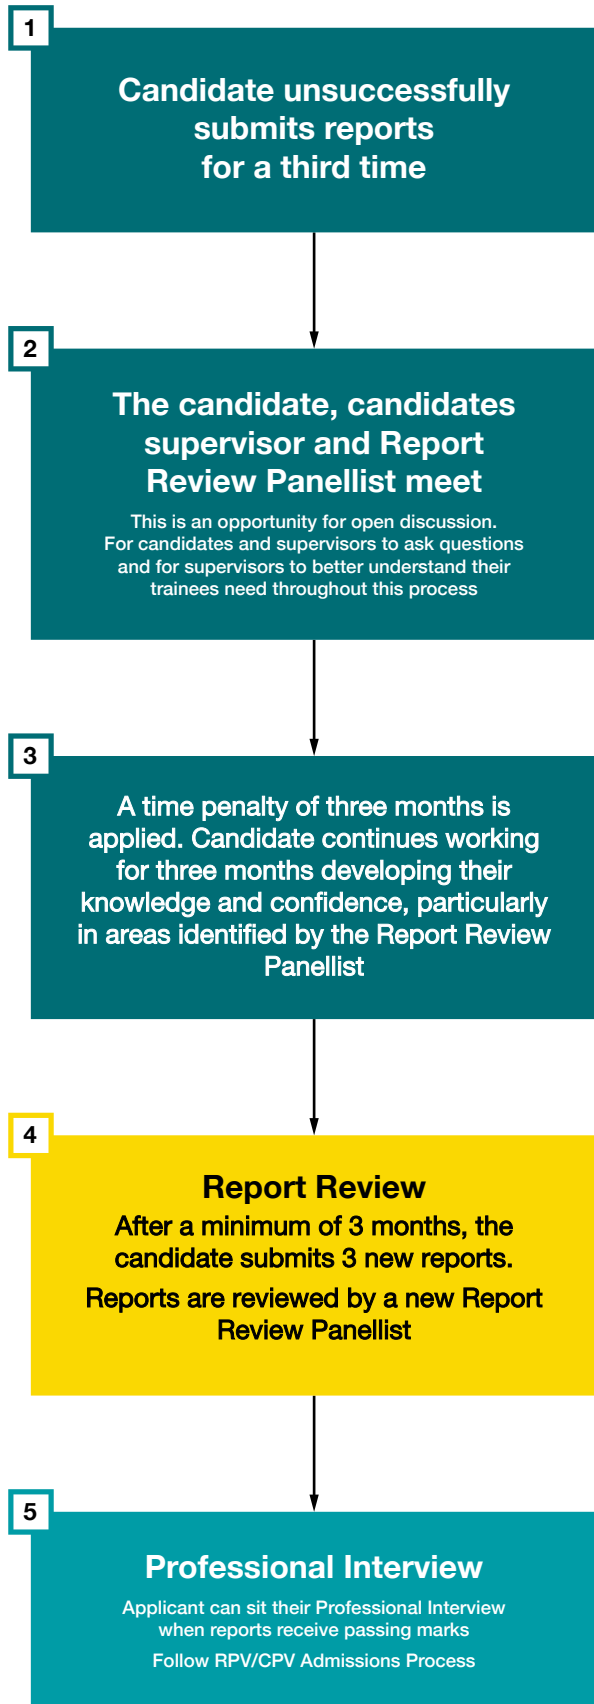 1
Candidate unsuccessfully
submits reports
for a third time
2
The candidate, candidates
supervisor and Report
Review Panellist meet
This is an opportunity for open discussion.
For candidates and supervisors to ask questions
and for supervisors to better understand their
trainees need throughout this process
3
A time penalty of three months is
applied. Candidate continues working
for three months developing their
knowledge and confidence, particularly
in areas identified by the Report Review
Panellist
4
Report Review
After a minimum of 3 months, the
candidate submits 3 new reports.
Reports are reviewed by a new Report
Review Panellist
5
Professional Interview
Applicant can sit their Professional Interview
when reports receive passing marks
Follow RPV/CPV Admissions Process